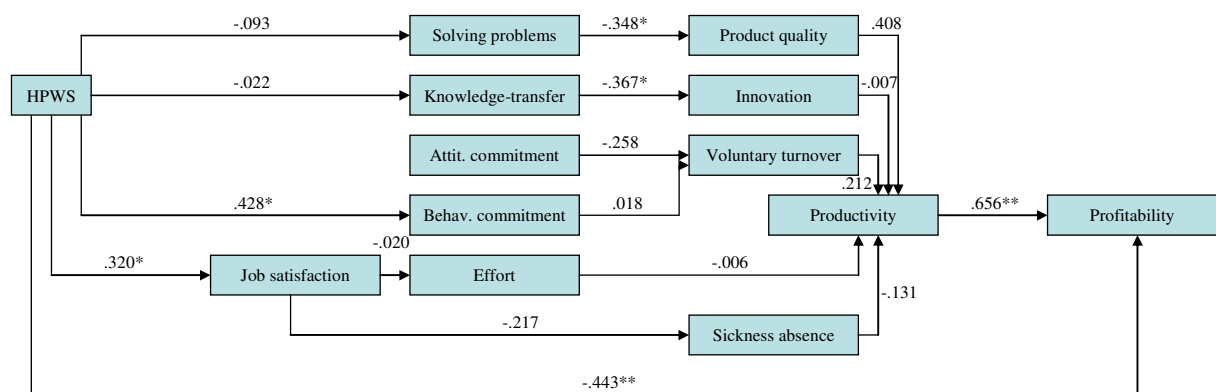 -.093
Solving problems
-.348*
Product quality
.408
HPWS
-.022
Knowledge-transfer
-.367*
Innovation
-.007
Attit. commitment
-.258
Voluntary turnover
.428*
Behav. commitment
.018
.212
Productivity
.656**
Profitability
.320*
Job satisfaction
-.020
Effort
-.006
-.217
Sickness absence
-.131
-.443**